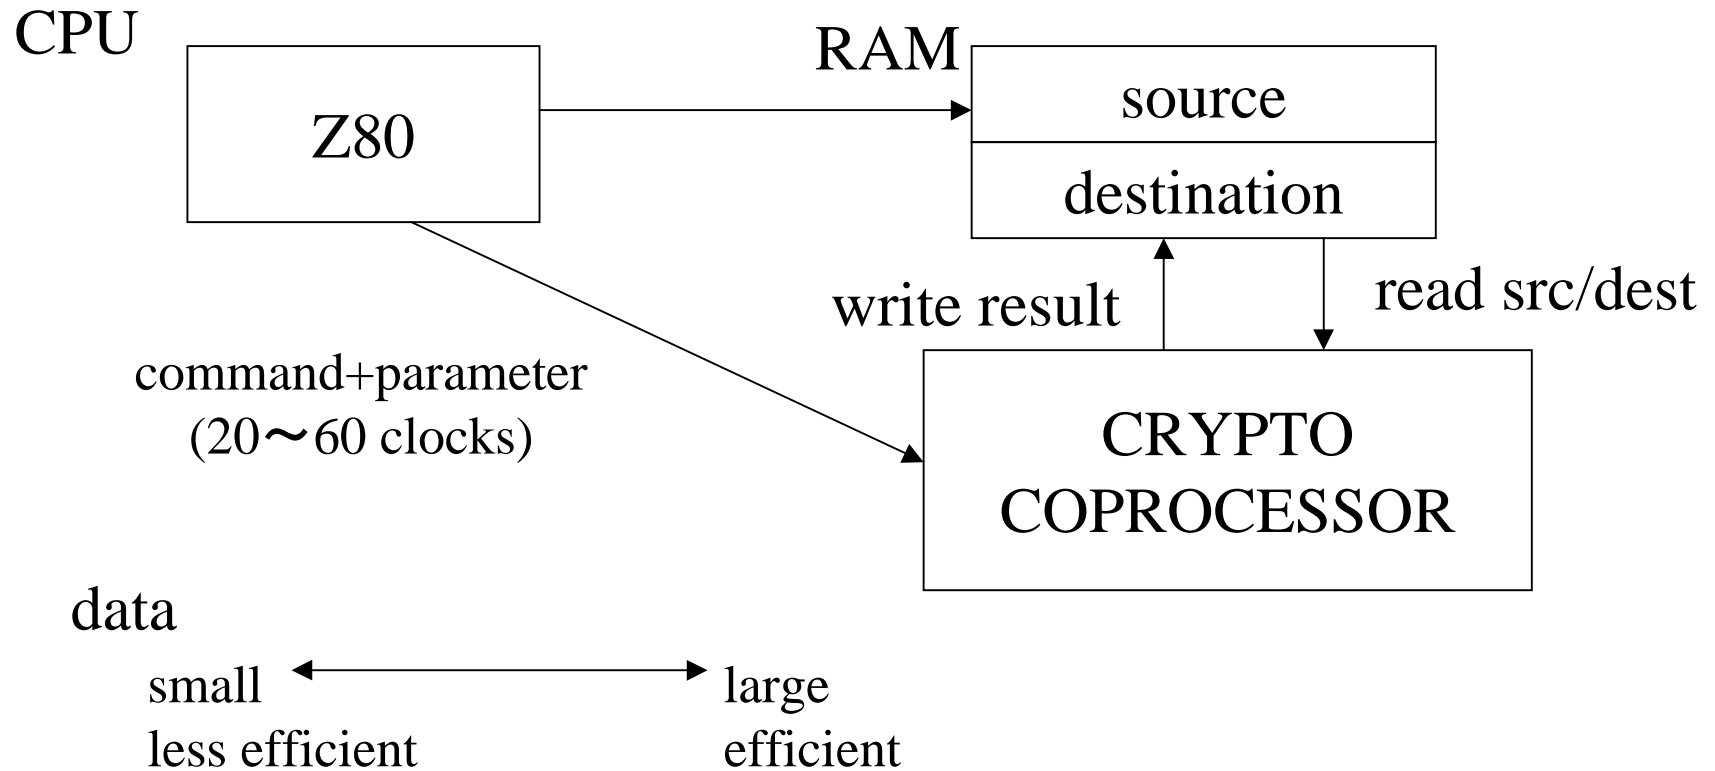 CPU
Z80
RAM
source
destination
write result
read src/dest
command+parameter
(20〜60 clocks)
CRYPTO
COPROCESSOR
data
small
large
less efficient
efficient